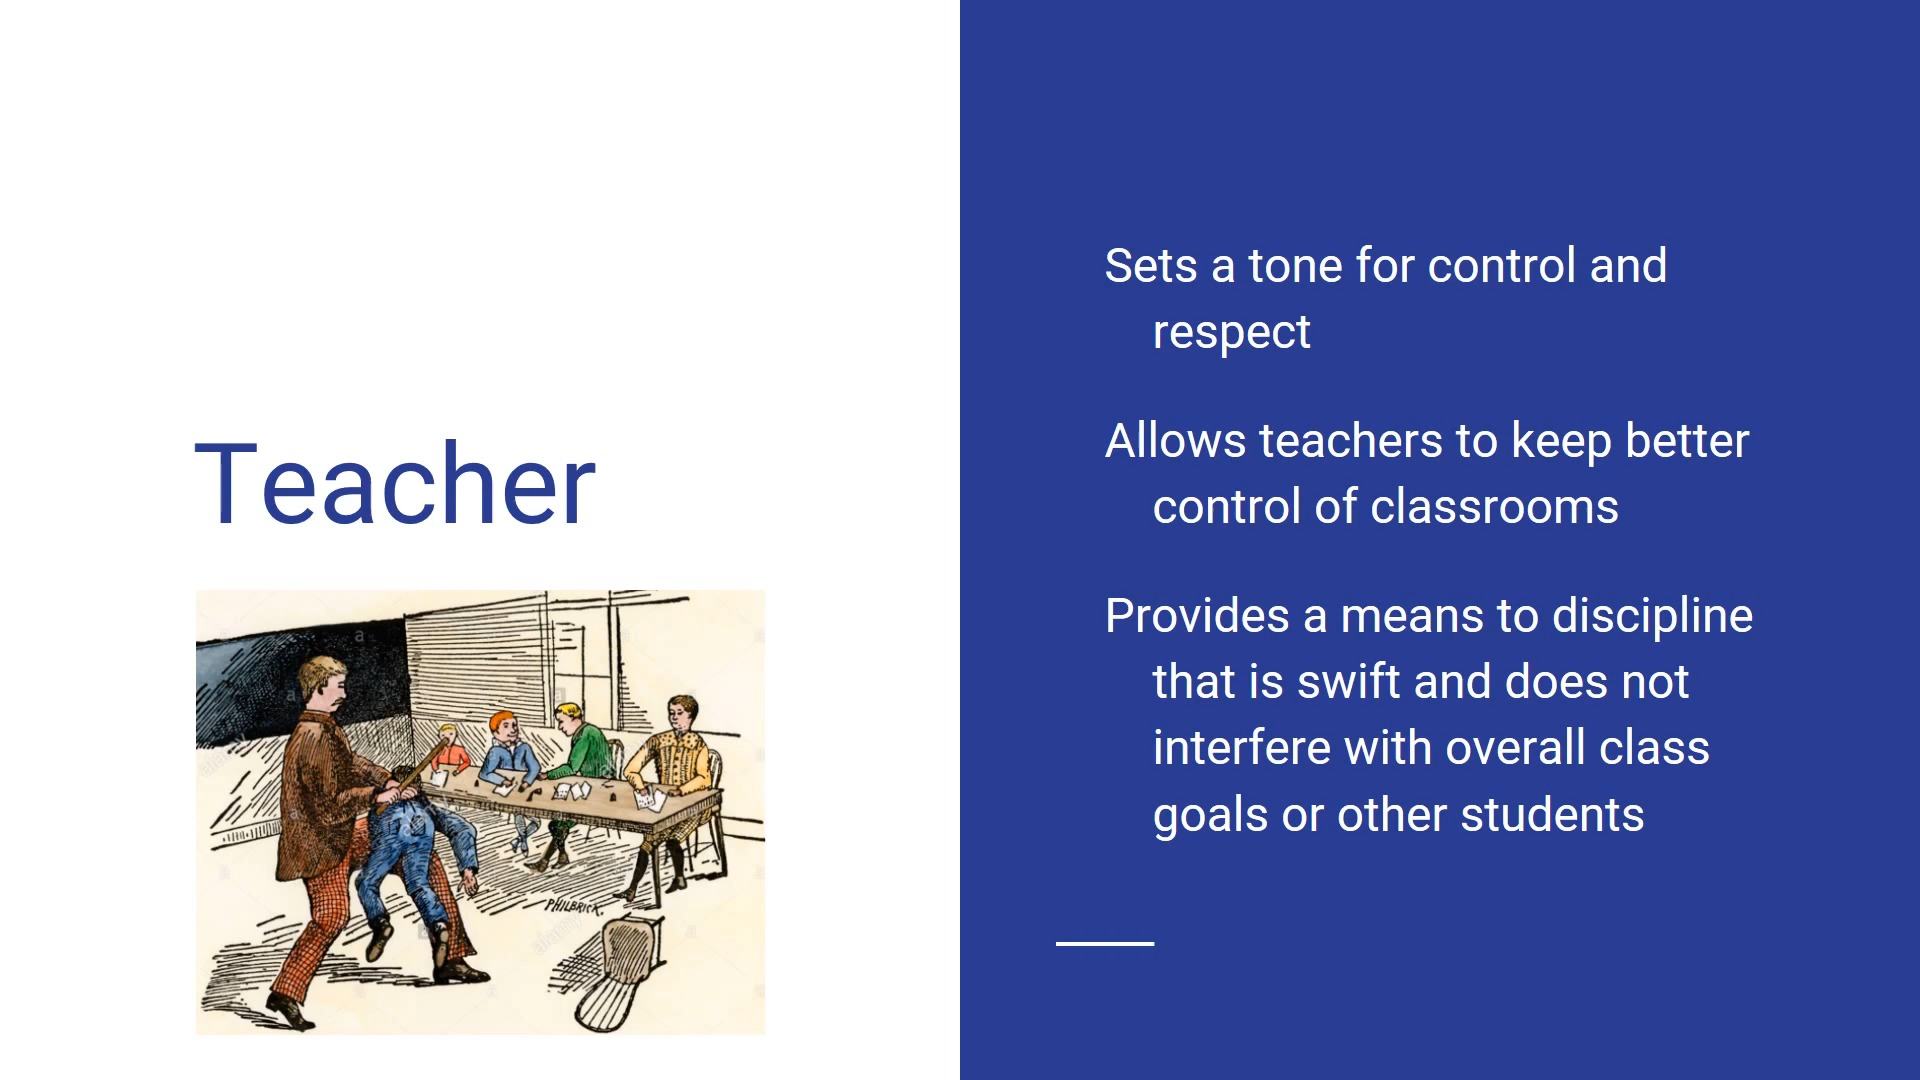 Teacher
Sets a tone for control and
respect
Allows teachers to keep better
control of classrooms
Provides a means to discipline
that is swift and does not
interfere with overall class
goals or other students
PHILBRICK.